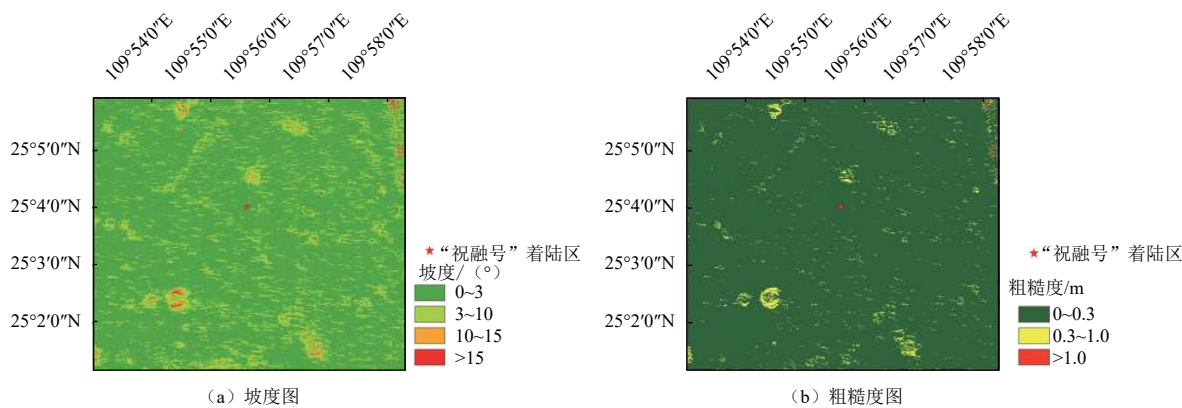 109°54′0″E
109°55′0″E
109°56′0″E
109°57′0″E
109°58′0″E
25°5′0″N
25°4′0″N
25°3′0″N
25°2′0″N
“祝融号”着陆区
坡度/（°）
0~3
3~10
10~15
>15
（a）坡度图
109°54′0″E
109°55′0″E
109°56′0″E
109°57′0″E
109°58′0″E
25°5′0″N
25°4′0″N
25°3′0″N
25°2′0″N
“祝融号”着陆区
粗糙度/m
0~0.3
0.3~1.0
>1.0
（b）粗糙度图